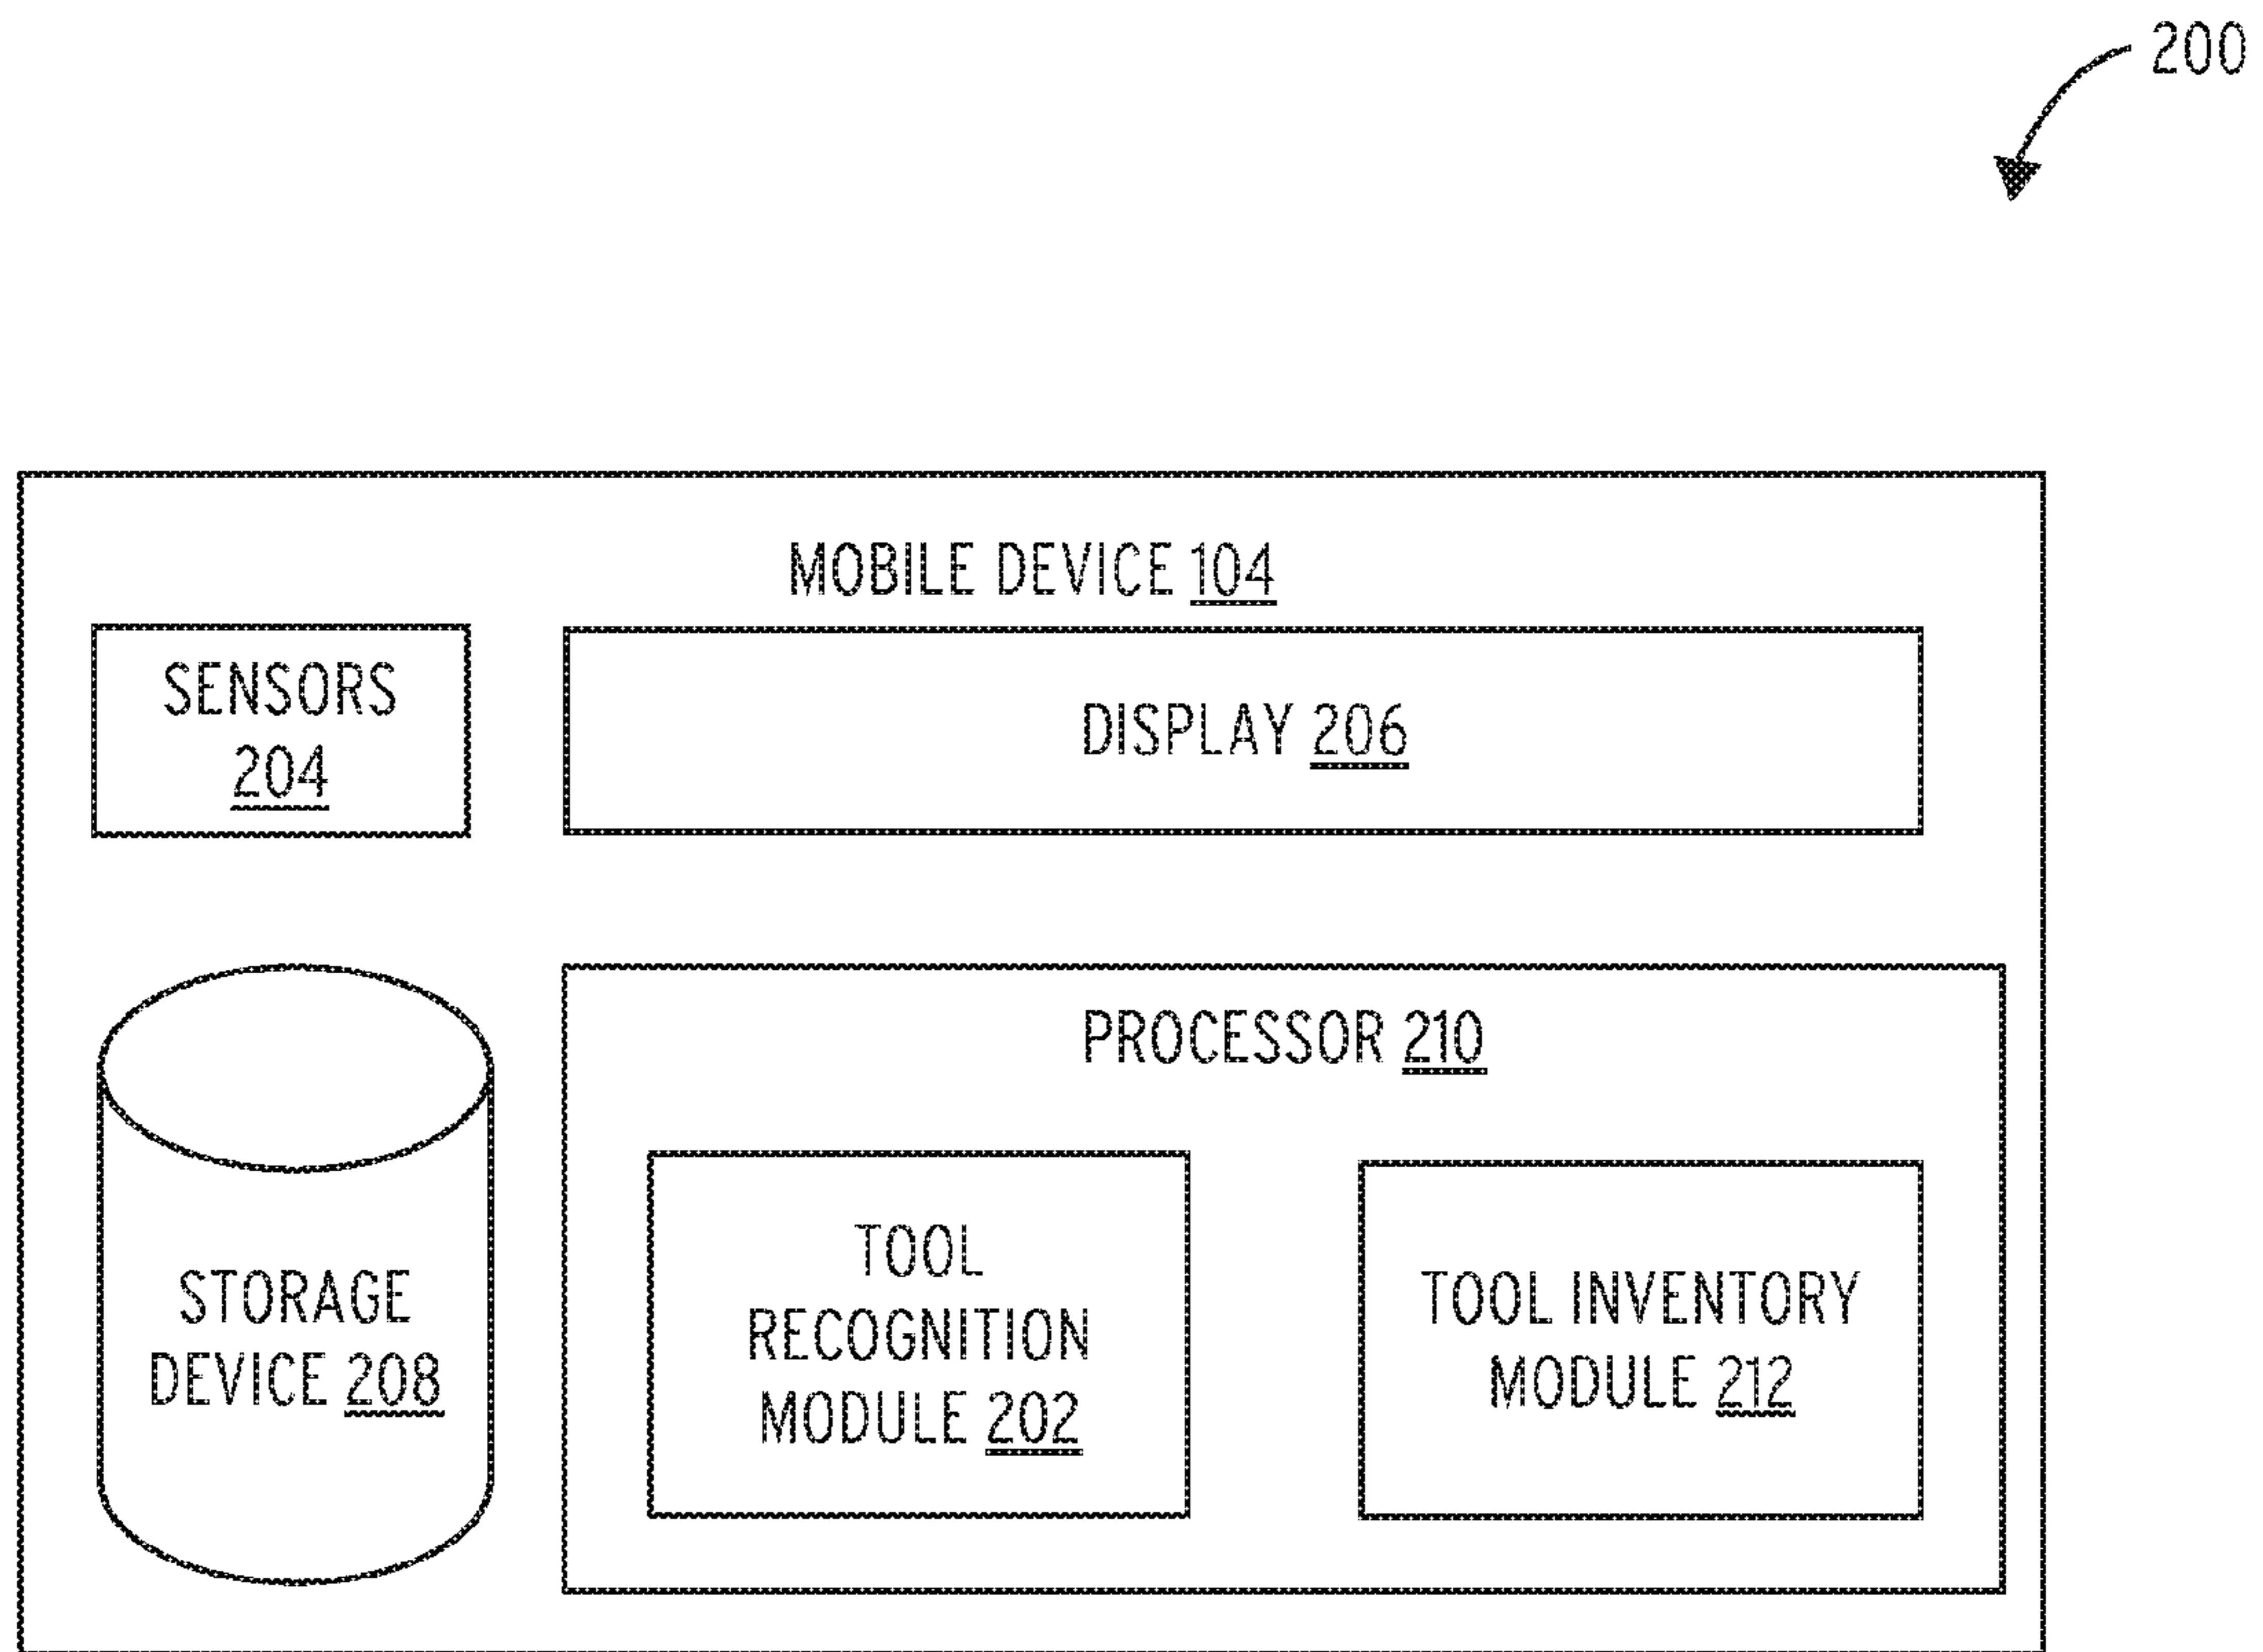 200
MOBILE DEVICE 104
SENSORS
204
DISPLAY 206
PROCESSOR 210
STORAGE
DEVICE 208
TOOL
RECOGNITION
MODULE 202
TOOL INVENTORY
MODULE 212